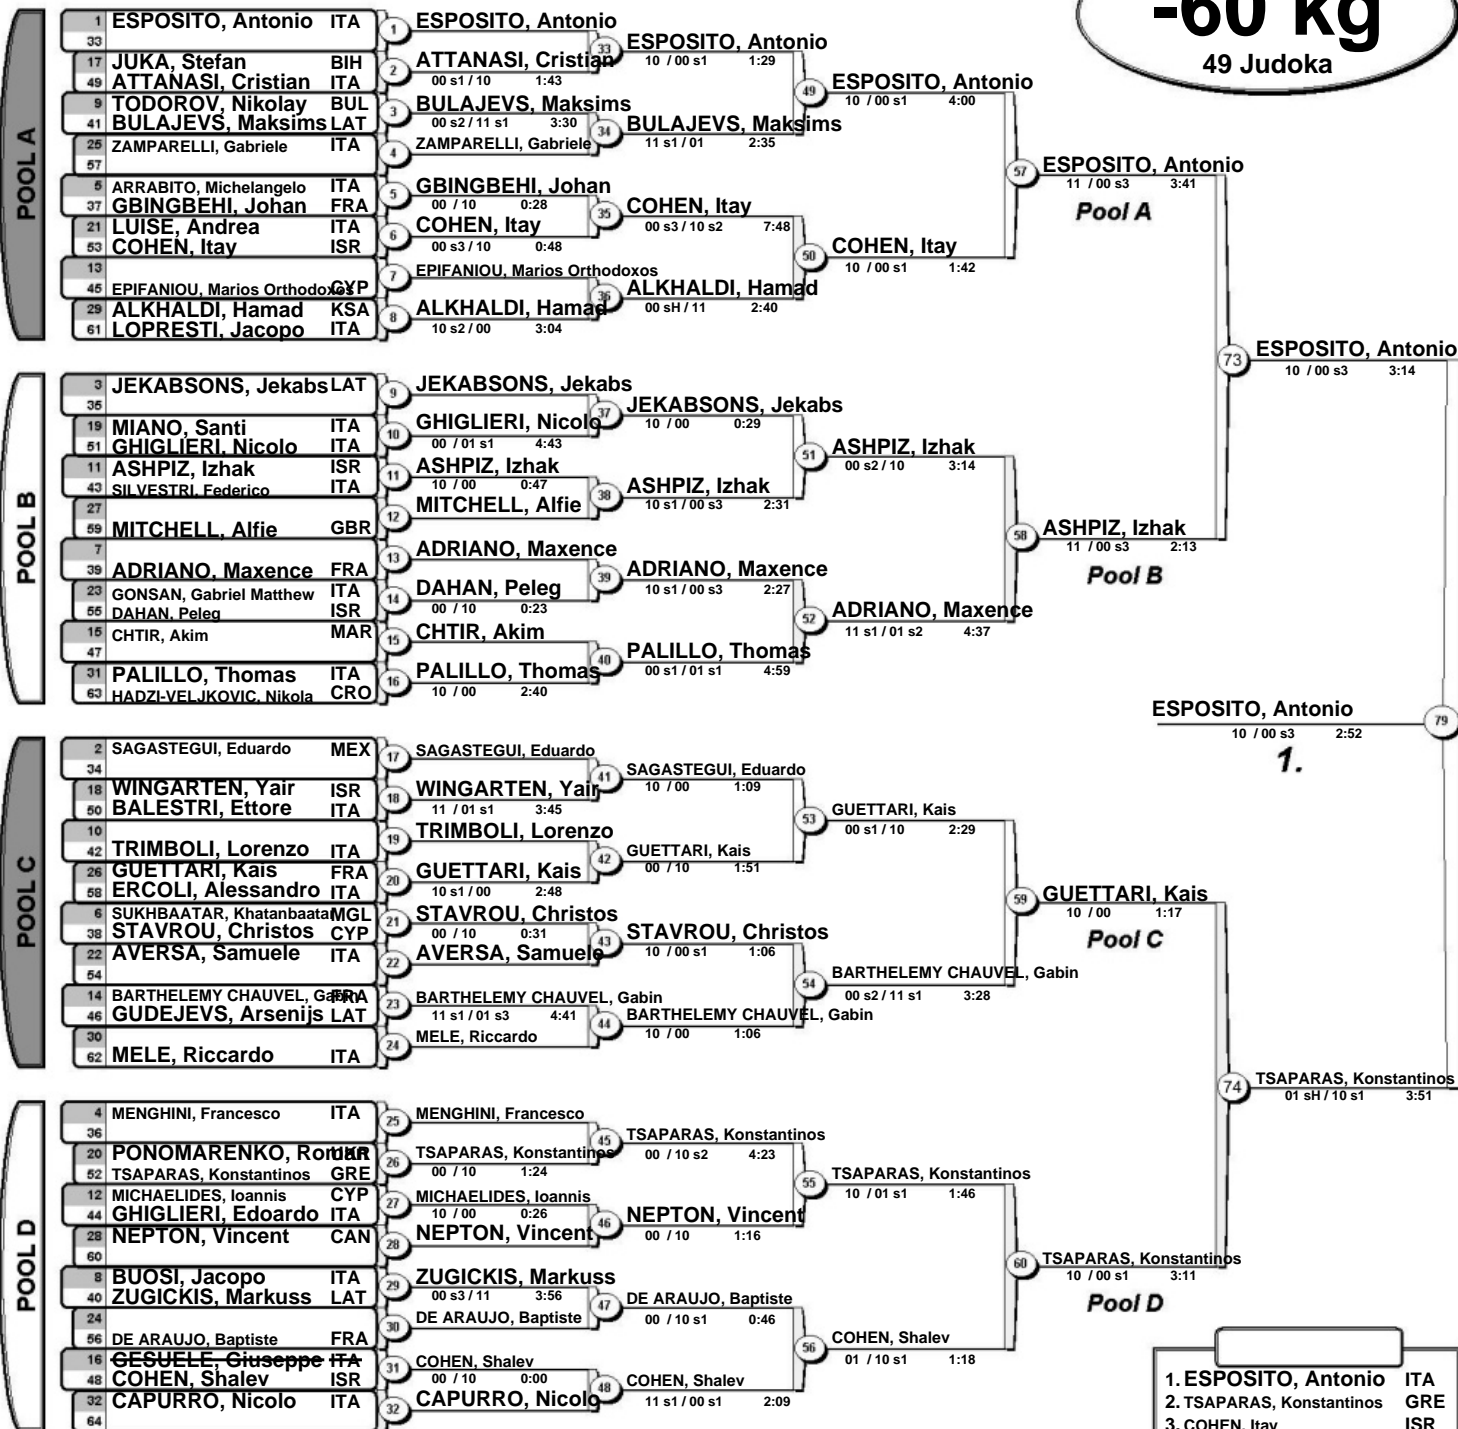 -60 kg
49 Judoka
POOL A
1 ESPOSITO, Antonio ITA
33
17 JUKA, Stefan BIH
49 ATTANASI, Cristian ITA
9 TODOROV, Nikolay BUL
41 BULAJEVS, Maksims LAT
25 ZAMPARELLI, Gabriele ITA
57
5 ARRABITO, Michelangelo ITA
37 GBINGBEHI, Johan FRA
21 LUISE, Andrea ITA
53 COHEN, Itay ISR
13
45 EPIFANIOU, Marios Orthodoxos CYP
29 ALKHALDI, Hamad KSA
61 LOPRESTI, Jacopo ITA
1 ESPOSITO, Antonio
2 ATTANASI, Cristian
00 s1 / 10 1:43
3 BULAJEVS, Maksims
00 s2 / 11 s1 3:30
4 ZAMPARELLI, Gabriele
5 GBINGBEHI, Johan
00 / 10 0:28
6 COHEN, Itay
00 s3 / 10 0:48
7 EPIFANIOU, Marios Orthodoxos
8 ALKHALDI, Hamad
10 s2 / 00 3:04
33 ESPOSITO, Antonio
10 / 00 s1 1:29
34 BULAJEVS, Maksims
11 s1 / 01 2:35
35 COHEN, Itay
00 s3 / 10 s2 7:48
36 ALKHALDI, Hamad
00 sH / 11 2:40
49 ESPOSITO, Antonio
10 / 00 s1 4:00
50 COHEN, Itay
10 / 00 s1 1:42
57 ESPOSITO, Antonio
11 / 00 s3 3:41
Pool A
POOL B
3 JEKABSONS, Jekabs LAT
35
19 MIANO, Santi ITA
51 GHIGLIERI, Nicolo ITA
11 ASHPIZ, Izhak ISR
43 SILVESTRI, Federico ITA
27
59 MITCHELL, Alfie GBR
7
39 ADRIANO, Maxence FRA
23 GONSAN, Gabriel Matthew ITA
55 DAHAN, Peleg ISR
15 CHTIR, Akim MAR
47
31 PALILLO, Thomas ITA
63 HADZI-VELJKOVIC, Nikola CRO
9 JEKABSONS, Jekabs
10 GHIGLIERI, Nicolo
00 / 01 s1 4:43
11 ASHPIZ, Izhak
10 / 00 0:47
12 MITCHELL, Alfie
13 ADRIANO, Maxence
14 DAHAN, Peleg
00 / 10 0:23
15 CHTIR, Akim
16 PALILLO, Thomas
10 / 00 2:40
37 JEKABSONS, Jekabs
10 / 00 0:29
38 ASHPIZ, Izhak
10 s1 / 00 s3 2:31
39 ADRIANO, Maxence
10 s1 / 00 s3 2:27
40 PALILLO, Thomas
00 s1 / 01 s1 4:59
51 ASHPIZ, Izhak
00 s2 / 10 3:14
52 ADRIANO, Maxence
11 s1 / 01 s2 4:37
58 ASHPIZ, Izhak
11 / 00 s3 2:13
Pool B
73 ESPOSITO, Antonio
10 / 00 s3 3:14
ESPOSITO, Antonio 79
10 / 00 s3 2:52
1.
POOL C
2 SAGASTEGUI, Eduardo MEX
34
18 WINGARTEN, Yair ISR
50 BALESTRI, Ettore ITA
10
42 TRIMBOLI, Lorenzo ITA
26 GUETTARI, Kais FRA
58 ERCOLI, Alessandro ITA
6 SUKHBAATAR, Khatanbaatar MGL
38 STAVROU, Christos CYP
22 AVERSA, Samuele ITA
54
14 BARTHELEMY CHAUVEL, Gabin FRA
46 GUDEJEVS, Arsenijs LAT
30
62 MELE, Riccardo ITA
17 SAGASTEGUI, Eduardo
18 WINGARTEN, Yair
11 / 01 s1 3:45
19 TRIMBOLI, Lorenzo
20 GUETTARI, Kais
10 s1 / 00 2:48
21 STAVROU, Christos
00 / 10 0:31
22 AVERSA, Samuele
23 BARTHELEMY CHAUVEL, Gabin
11 s1 / 01 s3 4:41
24 MELE, Riccardo
41 SAGASTEGUI, Eduardo
10 / 00 1:09
42 GUETTARI, Kais
00 / 10 1:51
43 STAVROU, Christos
10 / 00 s1 1:06
44 BARTHELEMY CHAUVEL, Gabin
10 / 00 1:06
53 GUETTARI, Kais
00 s1 / 10 2:29
54 BARTHELEMY CHAUVEL, Gabin
00 s2 / 11 s1 3:28
59 GUETTARI, Kais
10 / 00 1:17
Pool C
POOL D
4 MENGHINI, Francesco ITA
36
20 PONOMARENKO, Roman UKR
52 TSAPARAS, Konstantinos GRE
12 MICHAELIDES, Ioannis CYP
44 GHIGLIERI, Edoardo ITA
28 NEPTON, Vincent CAN
60
8 BUOSI, Jacopo ITA
40 ZUGICKIS, Markuss LAT
24
56 DE ARAUJO, Baptiste FRA
16 GESUELE, Giuseppe ITA
48 COHEN, Shalev ISR
32 CAPURRO, Nicolo ITA
64
25 MENGHINI, Francesco
26 TSAPARAS, Konstantinos
00 / 10 1:24
27 MICHAELIDES, Ioannis
10 / 00 0:26
28 NEPTON, Vincent
29 ZUGICKIS, Markuss
00 s3 / 11 3:56
30 DE ARAUJO, Baptiste
31 COHEN, Shalev
00 / 10 0:00
32 CAPURRO, Nicolo
45 TSAPARAS, Konstantinos
00 / 10 s2 4:23
46 NEPTON, Vincent
00 / 10 1:16
47 DE ARAUJO, Baptiste
00 / 10 s1 0:46
48 COHEN, Shalev
11 s1 / 00 s1 2:09
55 TSAPARAS, Konstantinos
10 / 01 s1 1:46
56 COHEN, Shalev
01 / 10 s1 1:18
60 TSAPARAS, Konstantinos
10 / 00 s1 3:11
Pool D
74 TSAPARAS, Konstantinos
01 sH / 10 s1 3:51
1. ESPOSITO, Antonio ITA
2. TSAPARAS, Konstantinos GRE
3. COHEN, Itay ISR